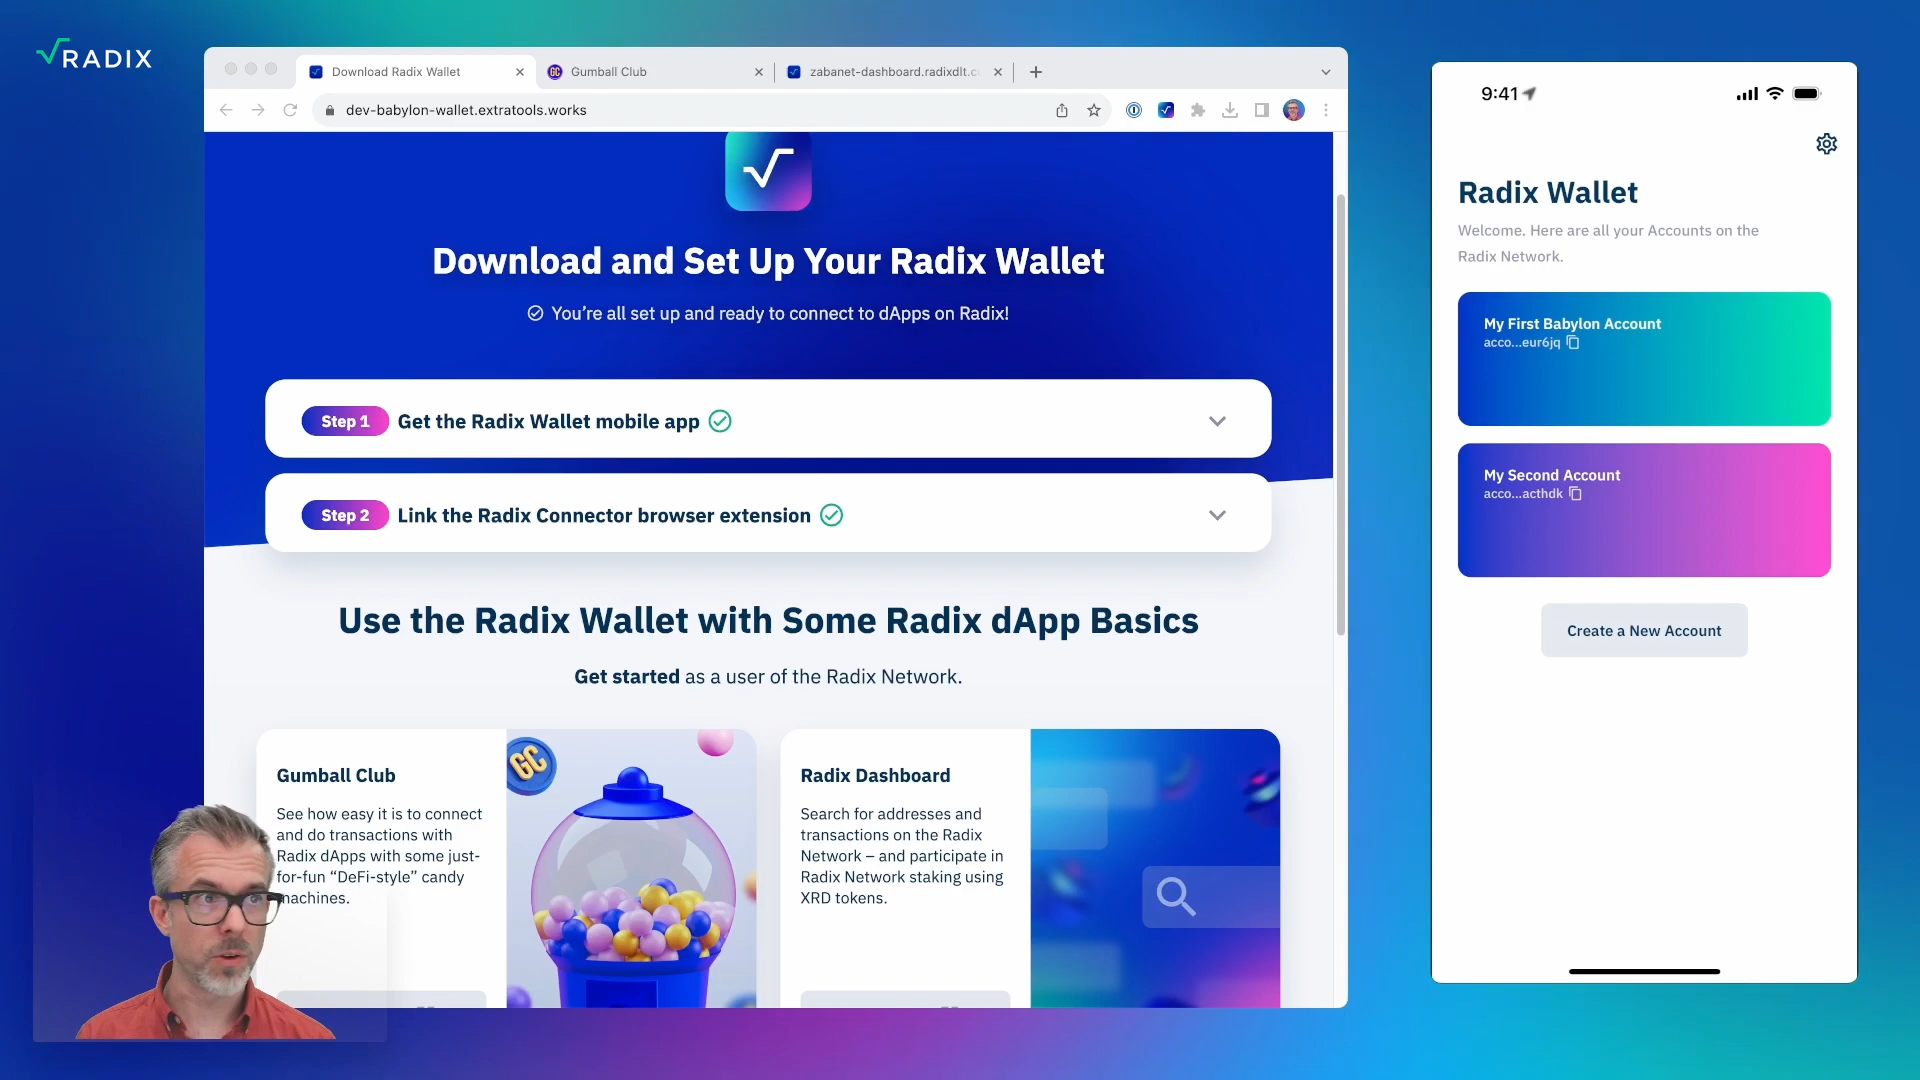 RADIX
Download Radix Wallet
Gumball Club
zabanet-dashboard.radixdlt.c
dev-babylon-wallet.extratools.works
Download and Set Up Your Radix Wallet
You’re all set up and ready to connect to dApps on Radix!
Step 1 Get the Radix Wallet mobile app
Step 2 Link the Radix Connector browser extension
Use the Radix Wallet with Some Radix dApp Basics
Get started as a user of the Radix Network.
Gumball Club
See how easy it is to connect
and do transactions with
Radix dApps with some just-
for-fun “DeFi-style” candy
machines.
GC
Radix Dashboard
Search for addresses and
transactions on the Radix
Network – and participate in
Radix Network staking using
XRD tokens.
9:41
Radix Wallet
Welcome. Here are all your Accounts on the
Radix Network.
My First Babylon Account
acco...eur6jq
My Second Account
acco...acthdk
Create a New Account